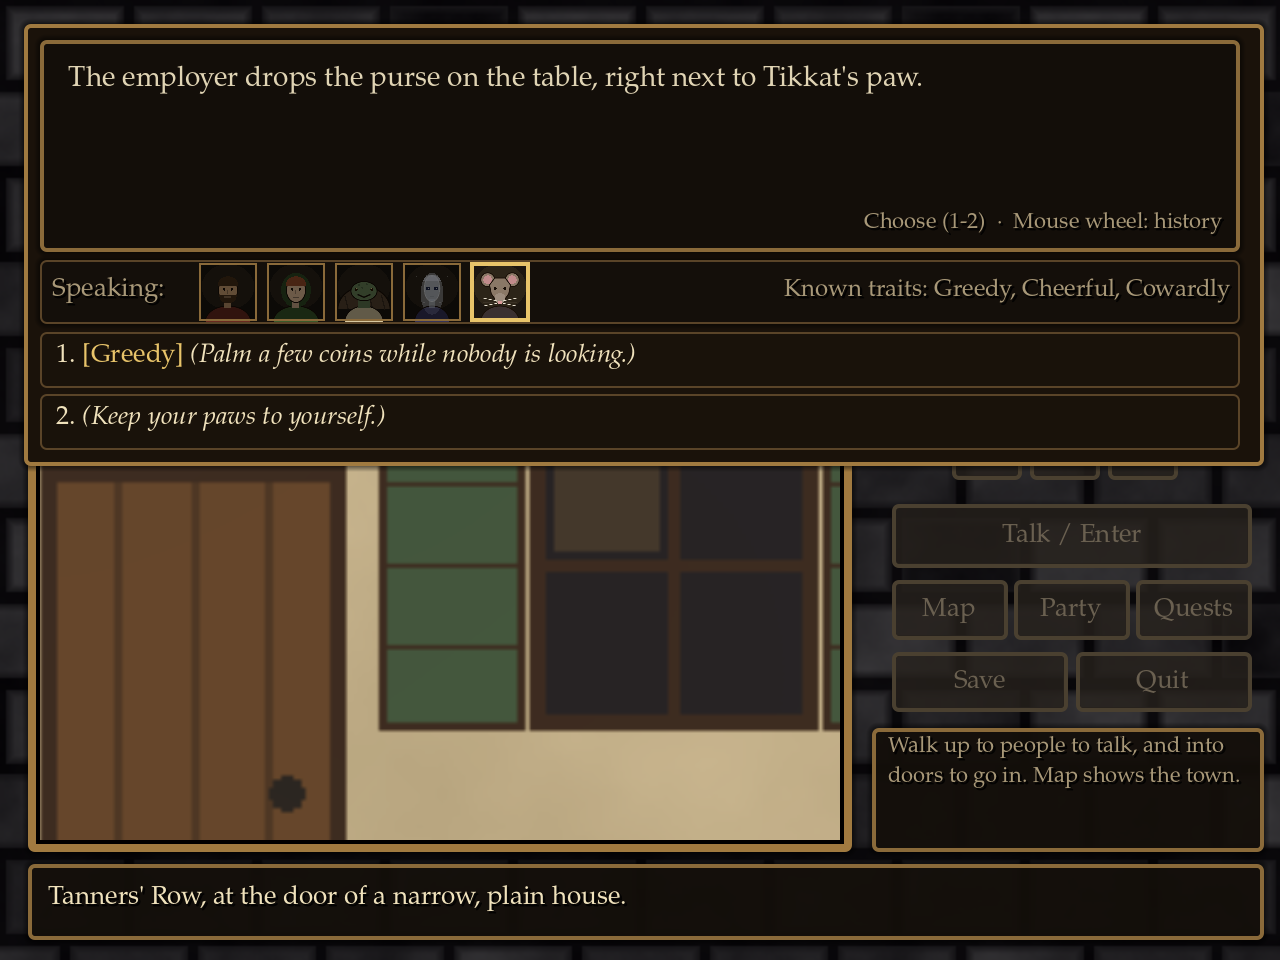 The employer drops the purse on the table, right next to Tikkat's paw.
Choose (1-2) · Mouse wheel: history
Speaking:
Known traits: Greedy, Cheerful, Cowardly
1. [Greedy] (Palm a few coins while nobody is looking.)
2. (Keep your paws to yourself.)
Talk / Enter
Map
Party
Quests
Save
Quit
Walk up to people to talk, and into
doors to go in. Map shows the town.
Tanners' Row, at the door of a narrow, plain house.